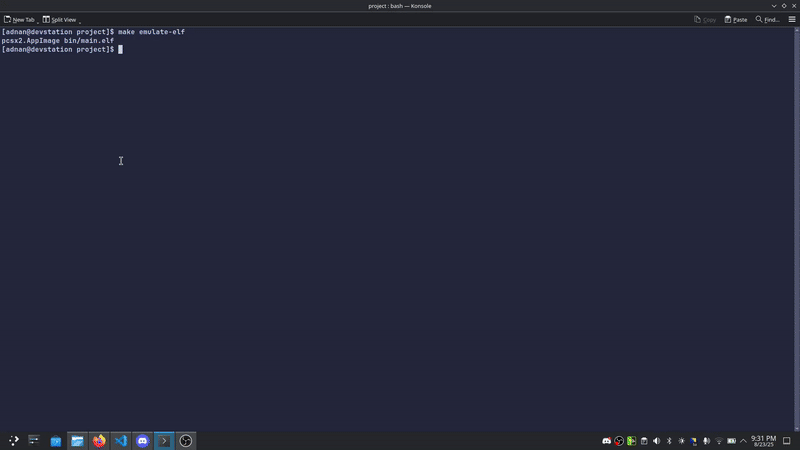 project : bash — Konsole
New Tab
Split View
Copy
Paste
Find...
[adnan@devstation project]$ make emulate-elf
pcsx2.AppImage bin/main.elf
[adnan@devstation project]$
9:31 PM
8/23/25